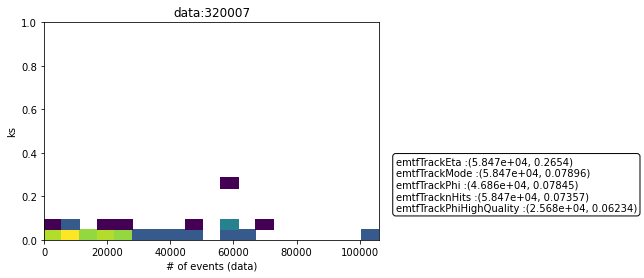 data:320007
1.0
0.8
0.6
0.4
0.2
0.0
ks
0
20000
40000
60000
80000
100000
# of events (data)
emtfTrackEta :(5.847e+04, 0.2654)
emtfTrackMode :(5.847e+04, 0.07896)
emtfTrackPhi :(4.686e+04, 0.07845)
emtfTracknHits :(5.847e+04, 0.07357)
emtfTrackPhiHighQuality :(2.568e+04, 0.06234)